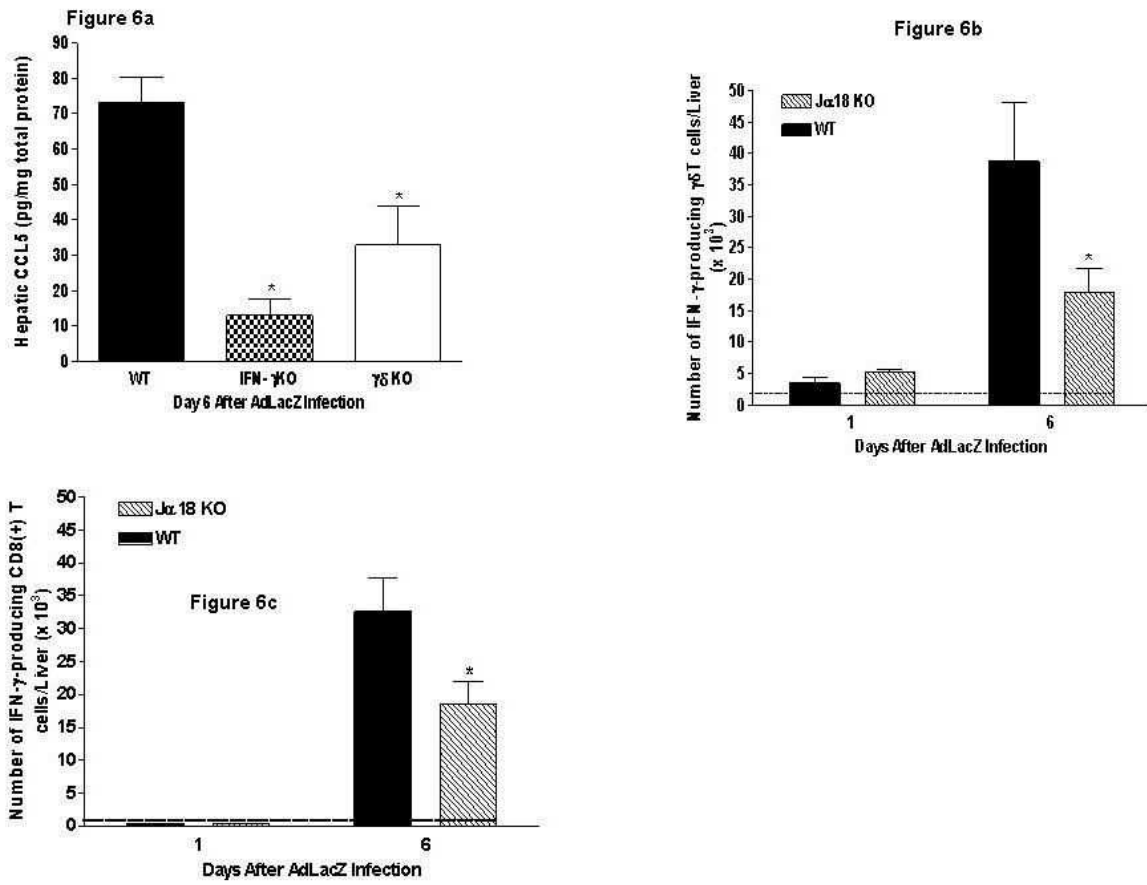 Figure 6a
Hepatic CCL5 (pg/mg total protein)
90
80
70
60
50
40
30
20
10
0
*
*
WT IFN- γKO γδ KO
Day 6 After AdLacZ Infection
Figure 6b
Number of IFN-γ-producing γδT cells/Liver
(x 10³)
50
45
40
35
30
25
20
15
10
5
0
Jα18 KO
WT
*
1 6
Days After AdLacZ Infection
Number of IFN-γ-producing CD8(+) T
cells/Liver (x 10³)
50
45
40
35
30
25
20
15
10
5
0
Jα 18 KO
WT
Figure 6c
*
1 6
Days After AdLacZ Infection